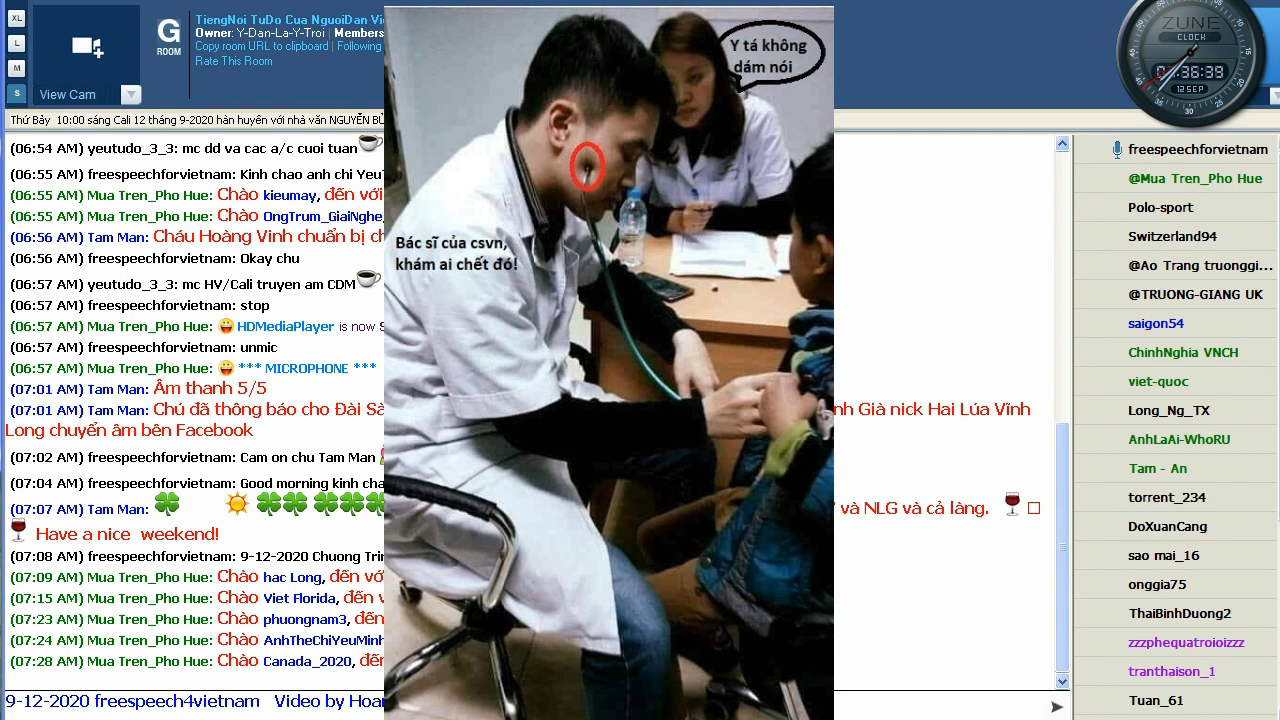 XL
L
M
S
View Cam
G
ROOM
TiengNoi TuDo Cua NguoiDan Vi
Owner: Y-Dan-La-Y-Troi | Members
Copy room URL to clipboard | Following
Rate This Room
ZUNE
CLOCK
12SEP
Thứ Bảy 10:00 sáng Cali 12 tháng 9-2020 hàn huyên với nhà văn NGUYỄN
(06:54 AM) yeutudo_3_3: mc dd va cac a/c cuoi tuan
(06:55 AM) freespeechforvietnam: Kinh chao anh chi Yeu
(06:55 AM) Mua Tren_Pho Hue: Chào kieumay, đến với
(06:55 AM) Mua Tren_Pho Hue: Chào OngTrum_GiaiNghe,
(06:56 AM) Tam Man: Cháu Hoàng Vinh chuẩn bị ch
(06:56 AM) freespeechforvietnam: Okay chu
(06:57 AM) yeutudo_3_3: mc HV/Cali truyen am CDM
(06:57 AM) freespeechforvietnam: stop
(06:57 AM) Mua Tren_Pho Hue: HDMediaPlayer is now S
(06:57 AM) freespeechforvietnam: unmic
(06:57 AM) Mua Tren_Pho Hue: *** MICROPHONE ***
(07:01 AM) Tam Man: Âm thanh 5/5
(07:01 AM) Tam Man: Chú đã thông báo cho Đài Sà nh Già nick Hai Lúa Vĩnh
Long chuyển âm bên Facebook
(07:02 AM) freespeechforvietnam: Cam on chu Tam Man
(07:04 AM) freespeechforvietnam: Good morning kinh cha
(07:07 AM) Tam Man: và NLG và cả làng.
Have a nice weekend!
(07:08 AM) freespeechforvietnam: 9-12-2020 Chuong Trin
(07:09 AM) Mua Tren_Pho Hue: Chào hac Long, đến vớ
(07:15 AM) Mua Tren_Pho Hue: Chào Viet Florida, đến v
(07:23 AM) Mua Tren_Pho Hue: Chào phuongnam3, đến
(07:24 AM) Mua Tren_Pho Hue: Chào AnhTheChiYeuMinh
(07:28 AM) Mua Tren_Pho Hue: Chào Canada_2020, đến
9-12-2020 freespeech4vietnam Video by Hoan
Y tá không
dám nói
Bác sĩ của csvn,
khám ai chết đó!
freespeechforvietnam
@Mua Tren_Pho Hue
Polo-sport
Switzerland94
@Ao Trang truonggi...
@TRUONG-GIANG UK
saigon54
ChinhNghia VNCH
viet-quoc
Long_Ng_TX
AnhLaAi-WhoRU
Tam - An
torrent_234
DoXuanCang
sao mai_16
onggia75
ThaiBinhDuong2
zzzphequatroioizzz
tranthaison_1
Tuan_61